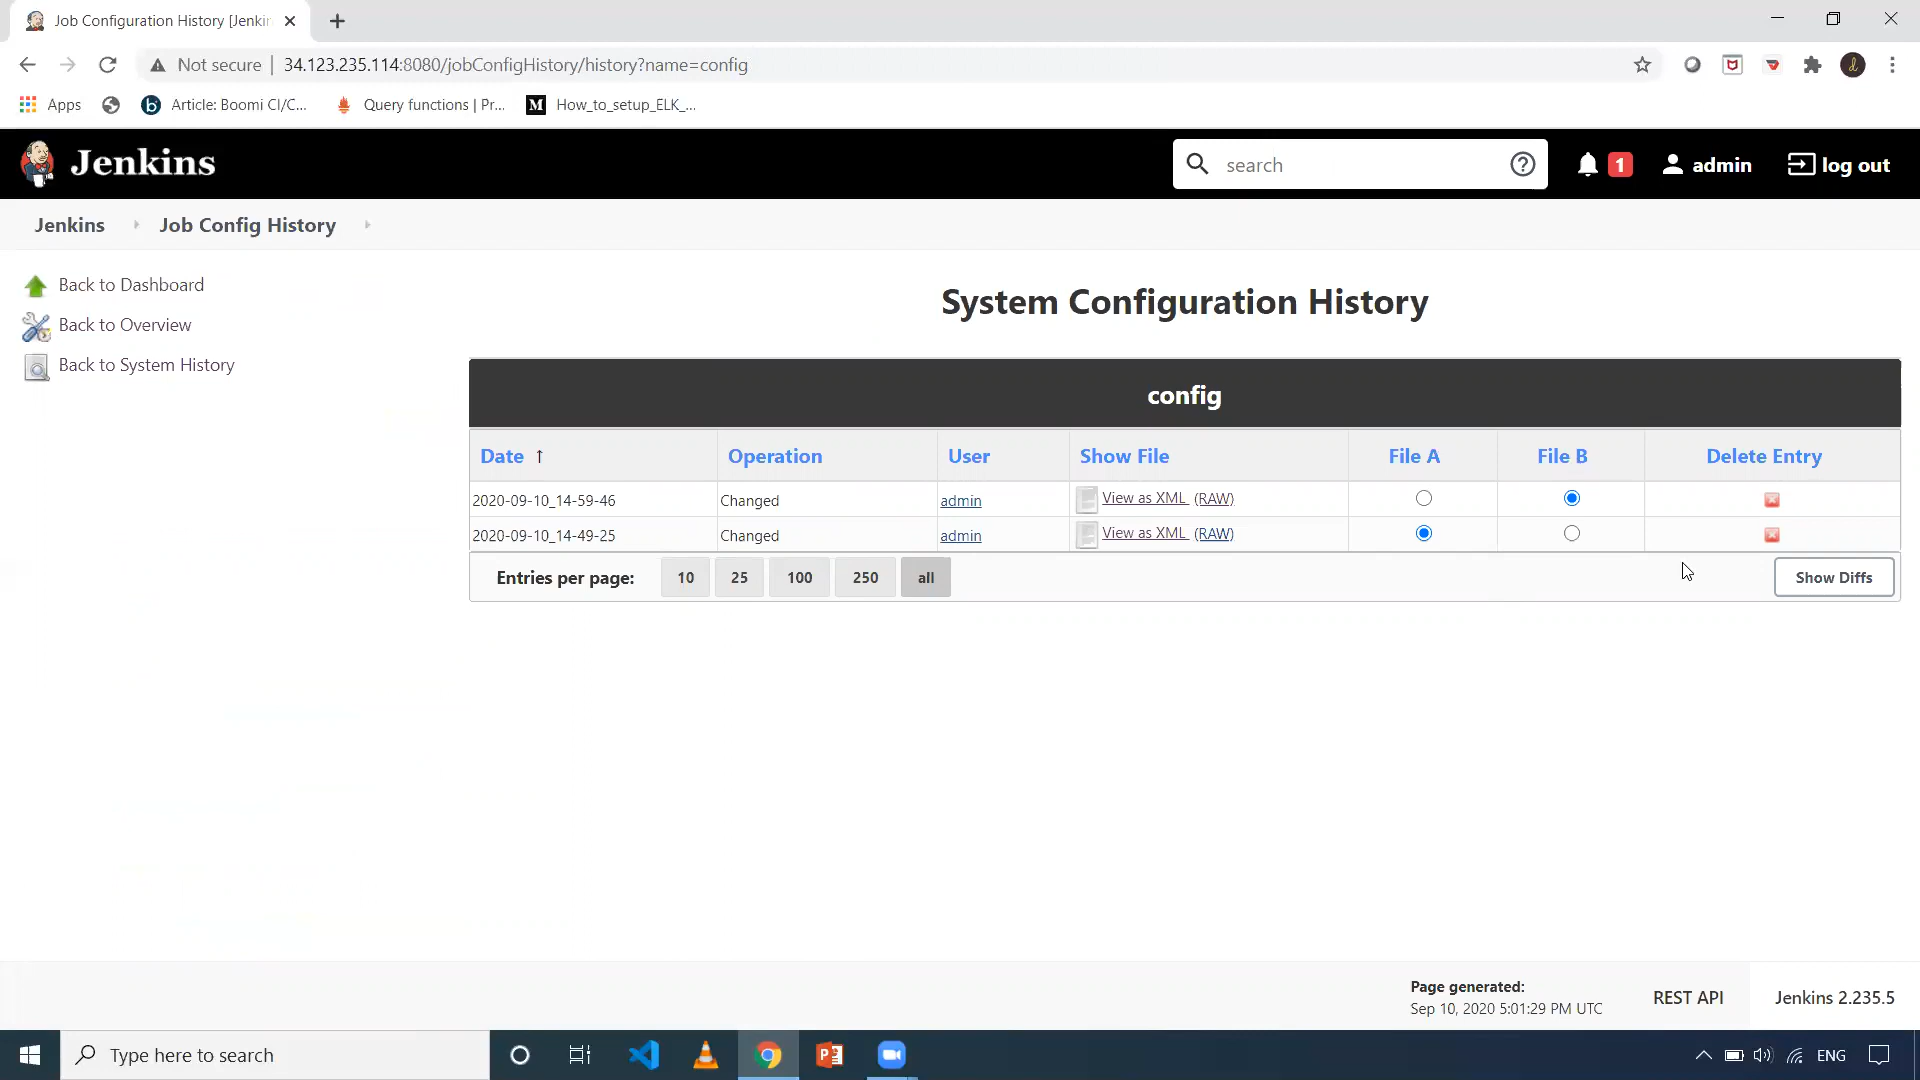 Job Configuration History [Jenkin
Not secure | 34.123.235.114:8080/jobConfigHistory/history?name=config
Apps Article: Boomi CI/C... Query functions | Pr... How_to_setup_ELK_...
Jenkins search 1 admin log out
Jenkins Job Config History
Back to Dashboard
Back to Overview
Back to System History
System Configuration History
config
Date ↑ Operation User Show File File A File B Delete Entry
2020-09-10_14-59-46 Changed admin View as XML (RAW)
2020-09-10_14-49-25 Changed admin View as XML (RAW)
Entries per page: 10 25 100 250 all Show Diffs
Page generated:
Sep 10, 2020 5:01:29 PM UTC
REST API
Jenkins 2.235.5
Type here to search
ENG